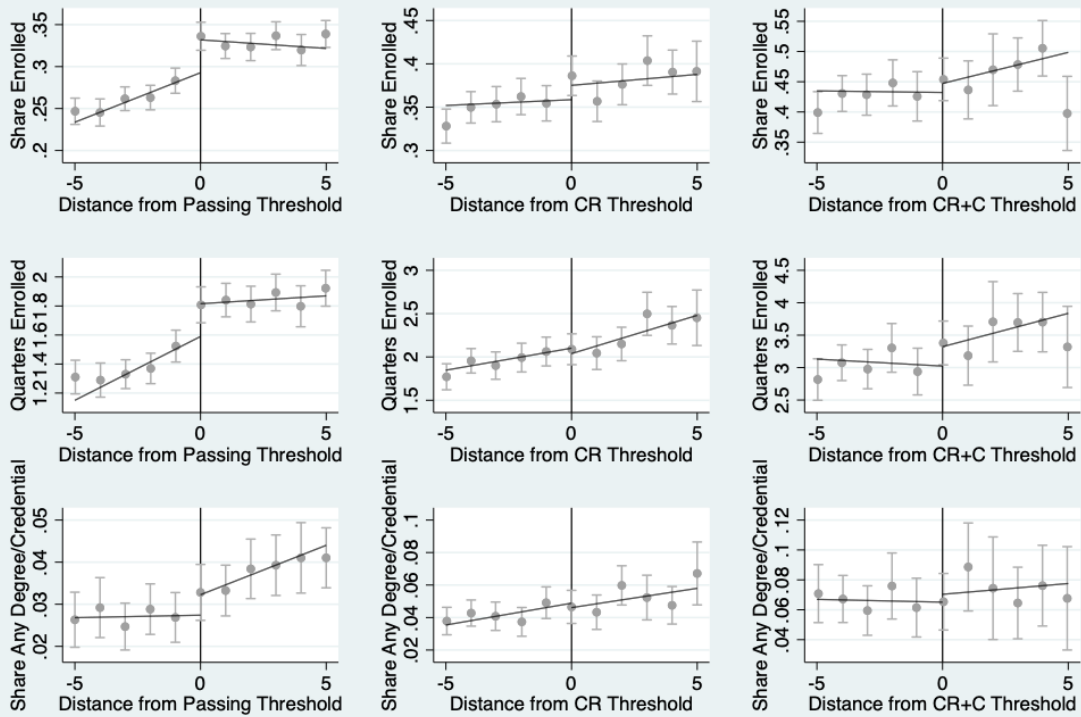 Share Enrolled
.2 .25 .3 .35
-5 0 5
Distance from Passing Threshold
Share Enrolled
.3 .35 .4 .45
-5 0 5
Distance from CR Threshold
Share Enrolled
.35 .4 .45 .5 .55
-5 0 5
Distance from CR+C Threshold
Quarters Enrolled
1.2 1.4 1.6 1.8 2
-5 0 5
Distance from Passing Threshold
Quarters Enrolled
1.5 2 2.5 3
-5 0 5
Distance from CR Threshold
Quarters Enrolled
2.5 3 3.5 4 4.5
-5 0 5
Distance from CR+C Threshold
Share Any Degree/Credential
.02 .03 .04 .05
-5 0 5
Distance from Passing Threshold
Share Any Degree/Credential
.02 .04 .06 .08 .1
-5 0 5
Distance from CR Threshold
Share Any Degree/Credential
.04 .06 .08 .1 .12
-5 0 5
Distance from CR+C Threshold